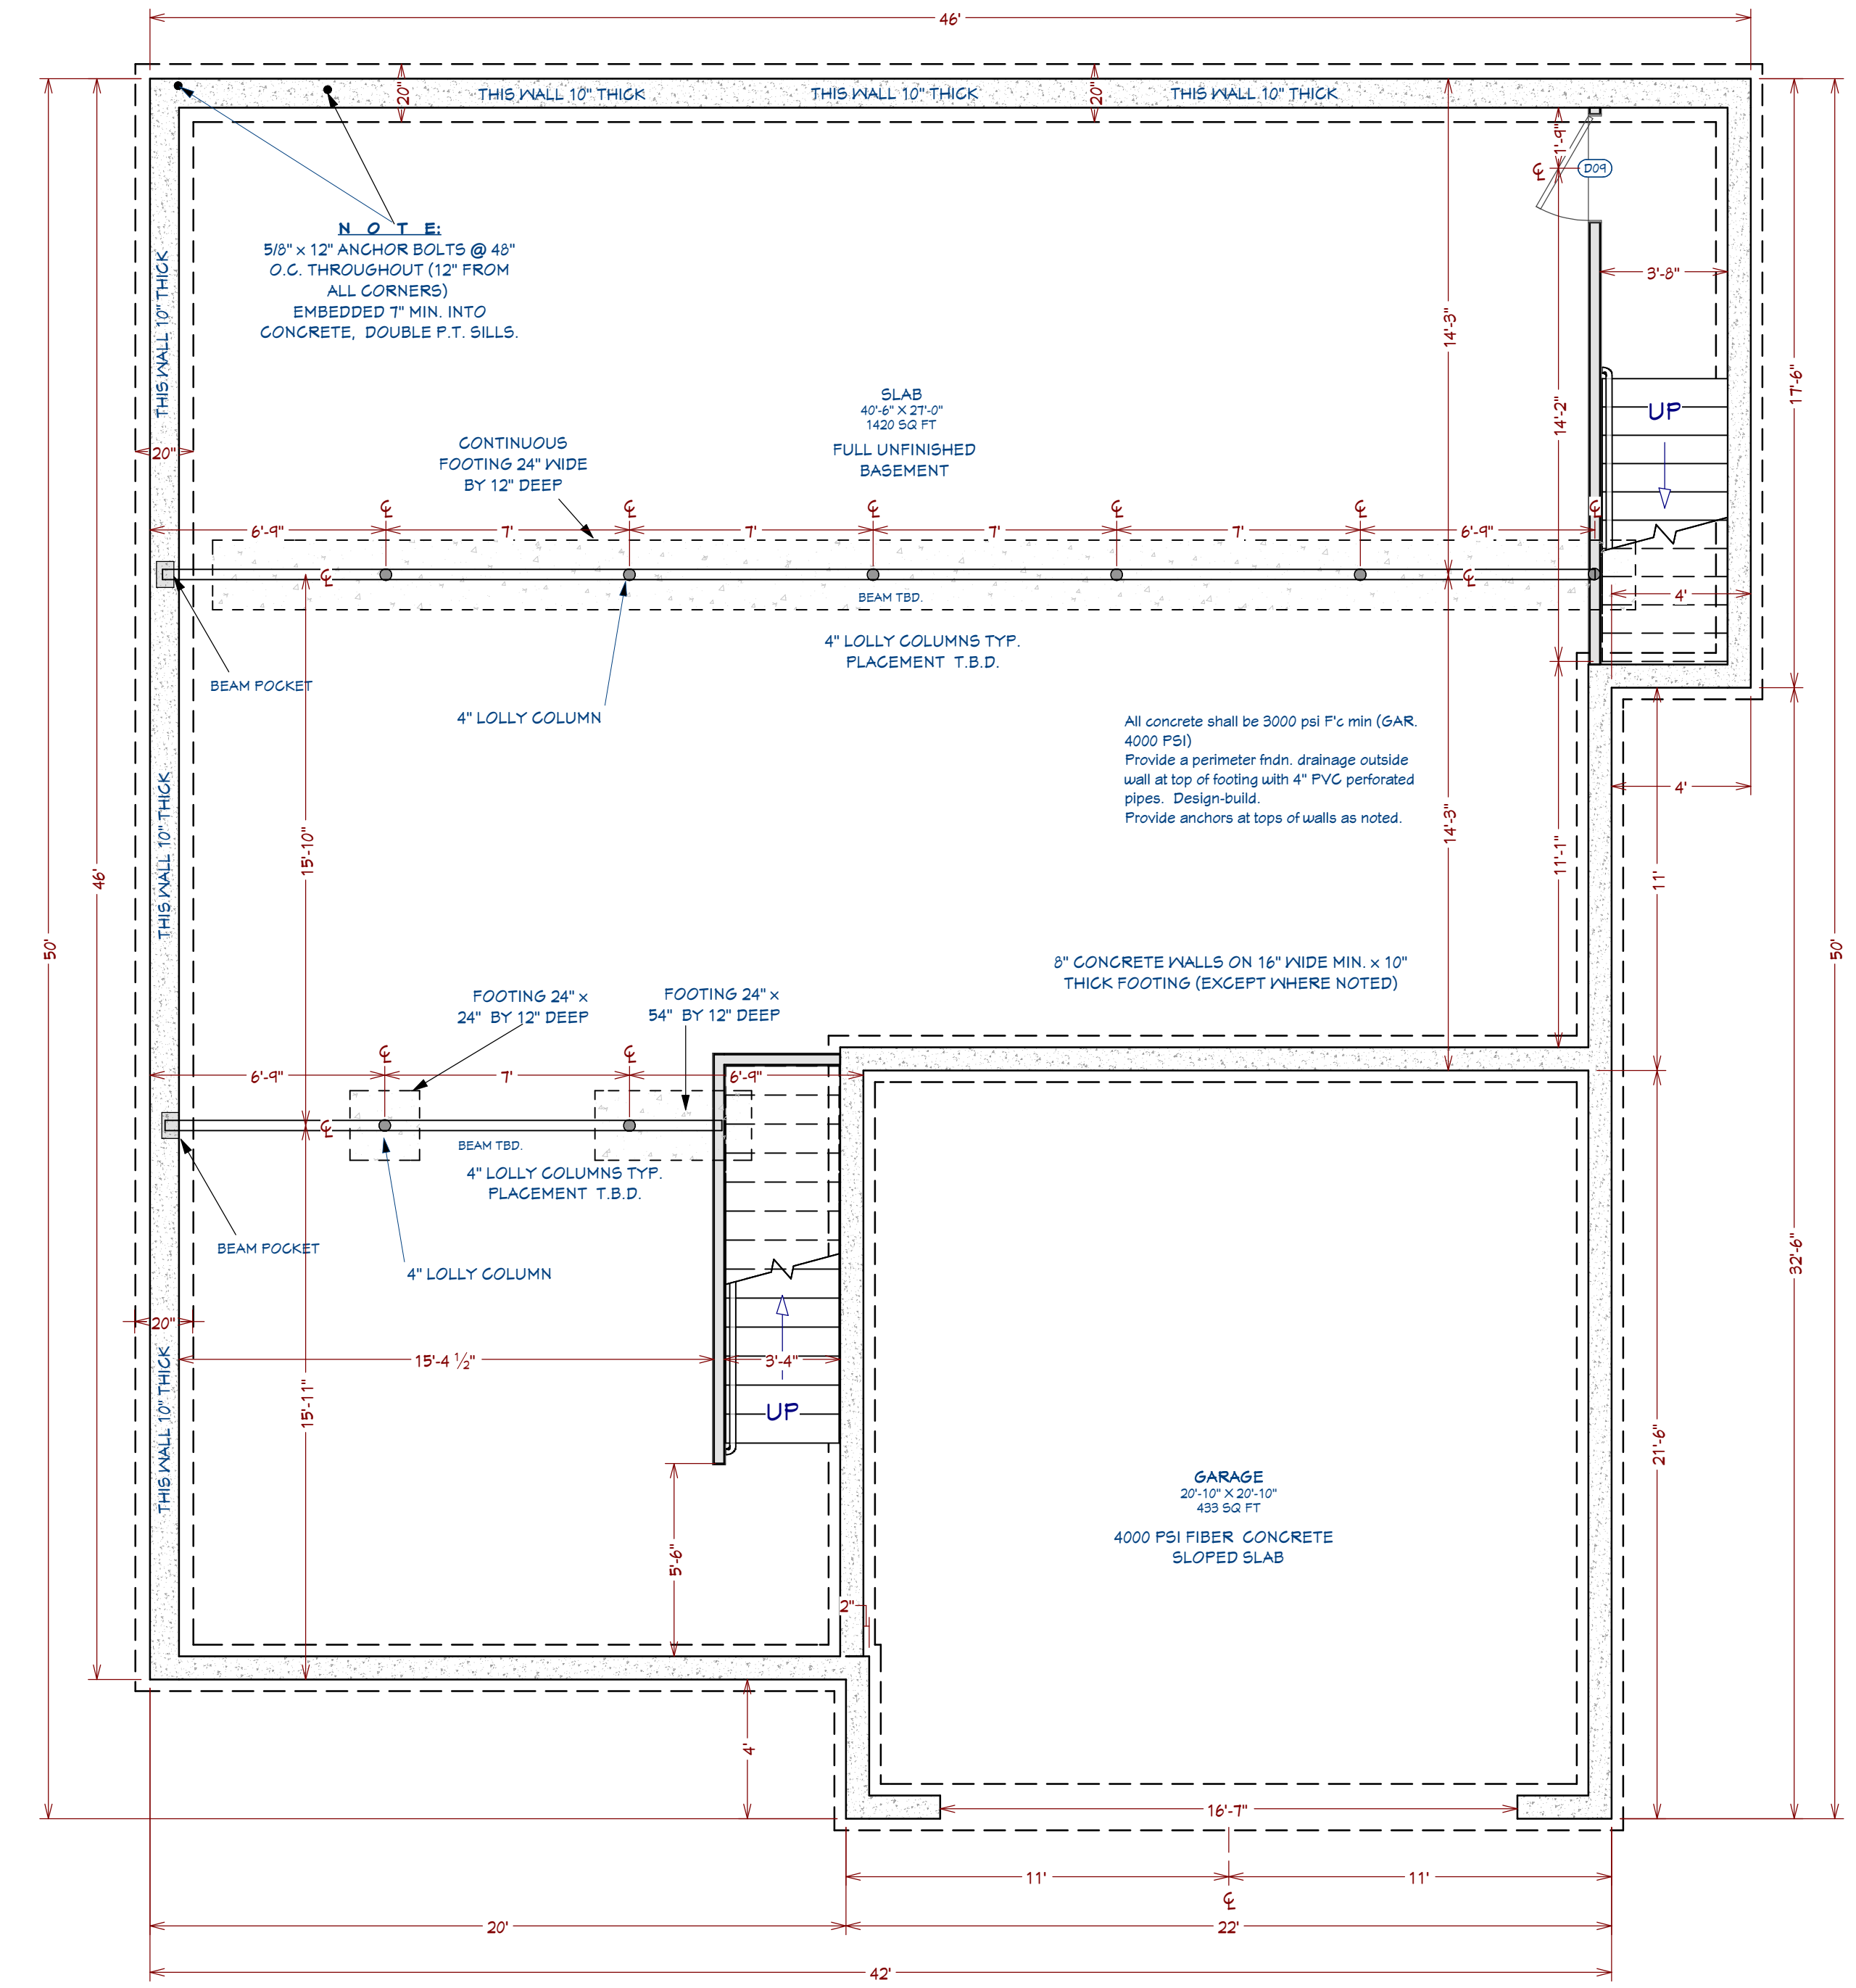 46'
20"
THIS WALL 10" THICK
THIS WALL 10" THICK
20"
THIS WALL 10" THICK
1'-9"
D09
N O T E:
5/8" x 12" ANCHOR BOLTS @ 48"
O.C. THROUGHOUT (12" FROM
ALL CORNERS)
EMBEDDED 7" MIN. INTO
CONCRETE, DOUBLE P.T. SILLS.
THIS WALL 10" THICK
3'-8"
14'-3"
17'-6"
SLAB
40'-6" X 27'-0"
1420 SQ FT
FULL UNFINISHED
BASEMENT
14'-2"
UP
20"
CONTINUOUS
FOOTING 24" WIDE
BY 12" DEEP
6'-9"
7'
7'
7'
7'
6'-9"
BEAM TBD.
4'
4" LOLLY COLUMNS TYP.
PLACEMENT T.B.D.
BEAM POCKET
4" LOLLY COLUMN
All concrete shall be 3000 psi F'c min (GAR.
4000 PSI)
Provide a perimeter fndn. drainage outside
wall at top of footing with 4" PVC perforated
pipes. Design-build.
Provide anchors at tops of walls as noted.
4'
THIS WALL 10" THICK
15'-10"
14'-3"
11'-1"
11'
46'
50'
50'
8" CONCRETE WALLS ON 16" WIDE MIN. x 10"
THICK FOOTING (EXCEPT WHERE NOTED)
FOOTING 24" x
24" BY 12" DEEP
FOOTING 24" x
54" BY 12" DEEP
6'-9"
7'
6'-9"
BEAM TBD.
4" LOLLY COLUMNS TYP.
PLACEMENT T.B.D.
BEAM POCKET
4" LOLLY COLUMN
32'-6"
20"
15'-4 ½"
3'-4"
THIS WALL 10" THICK
15'-11"
UP
21'-6"
GARAGE
20'-10" X 20'-10"
433 SQ FT
4000 PSI FIBER CONCRETE
SLOPED SLAB
5'-6"
2"
4'
16'-7"
11'
11'
20'
22'
42'